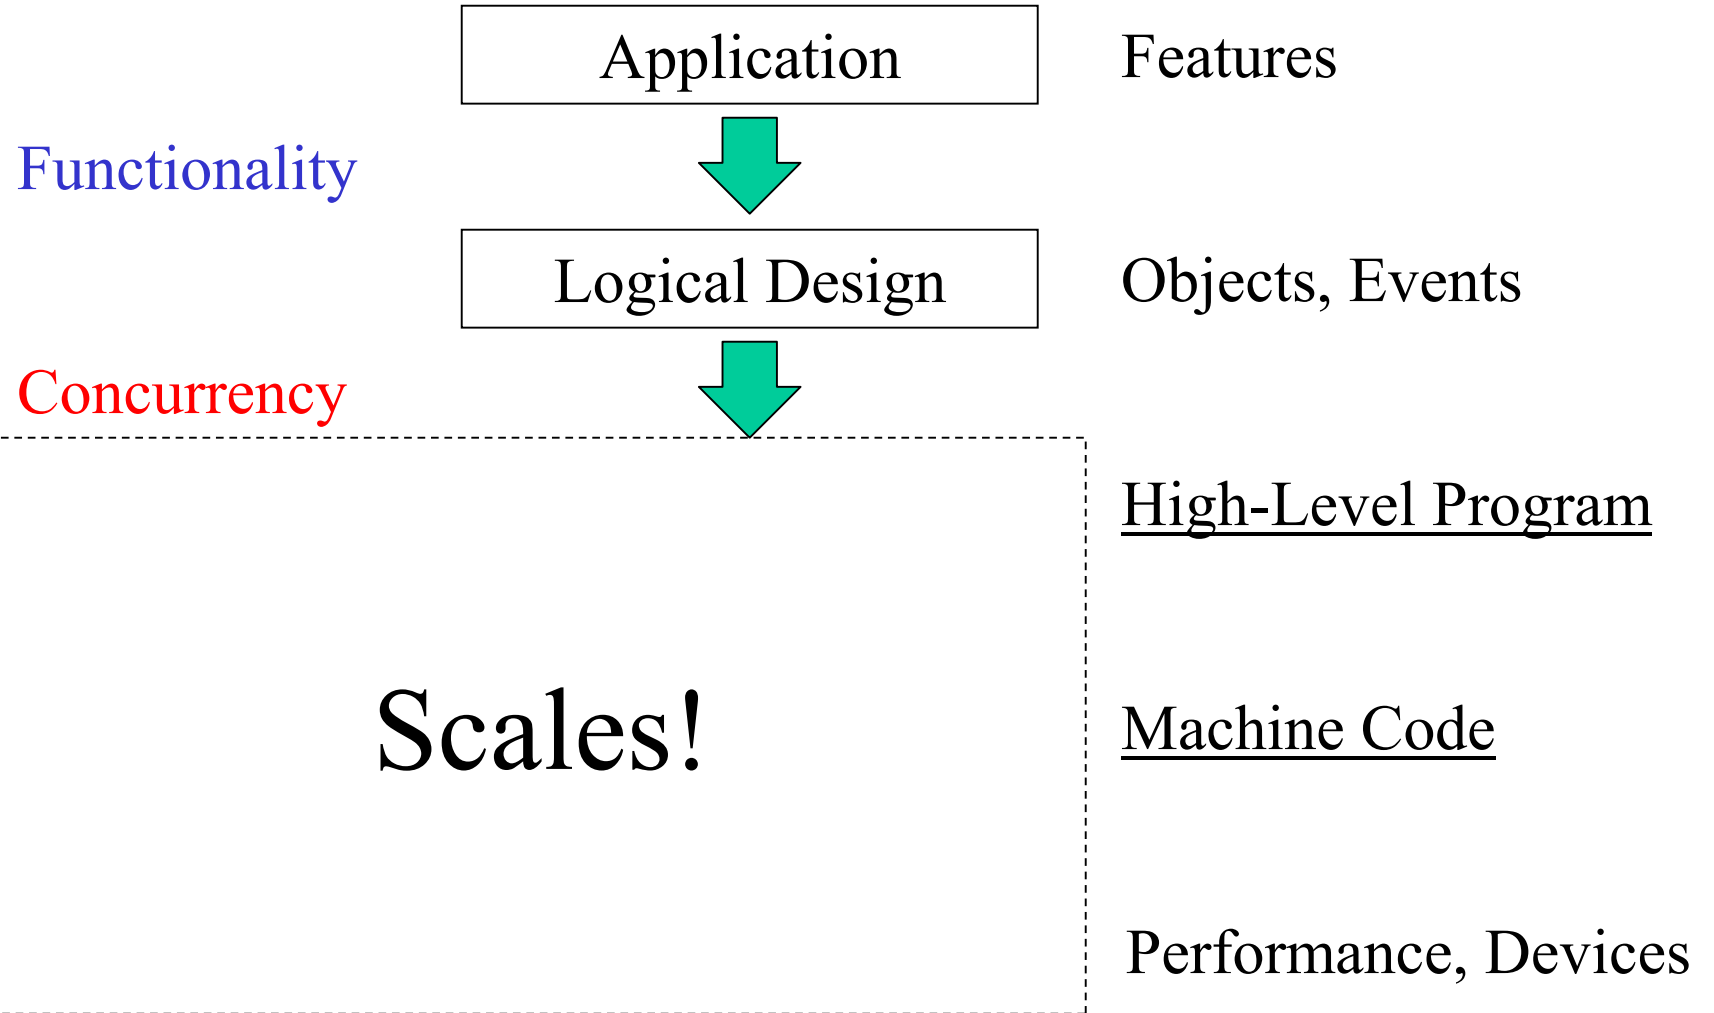 Application
Features
Functionality
Logical Design
Objects, Events
Concurrency
High-Level Program
Scales!
Machine Code
Performance, Devices